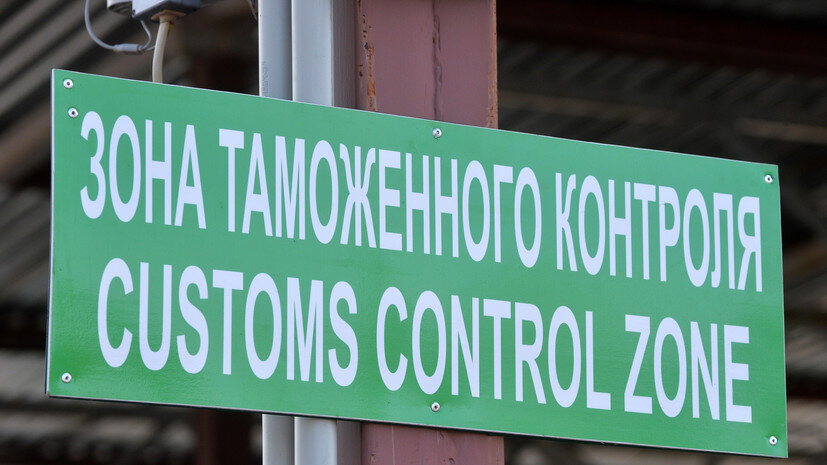 ЗОНА ТАМОЖЕННОГО КОНТРОЛЯ
CUSTOMS CONTROL ZONE